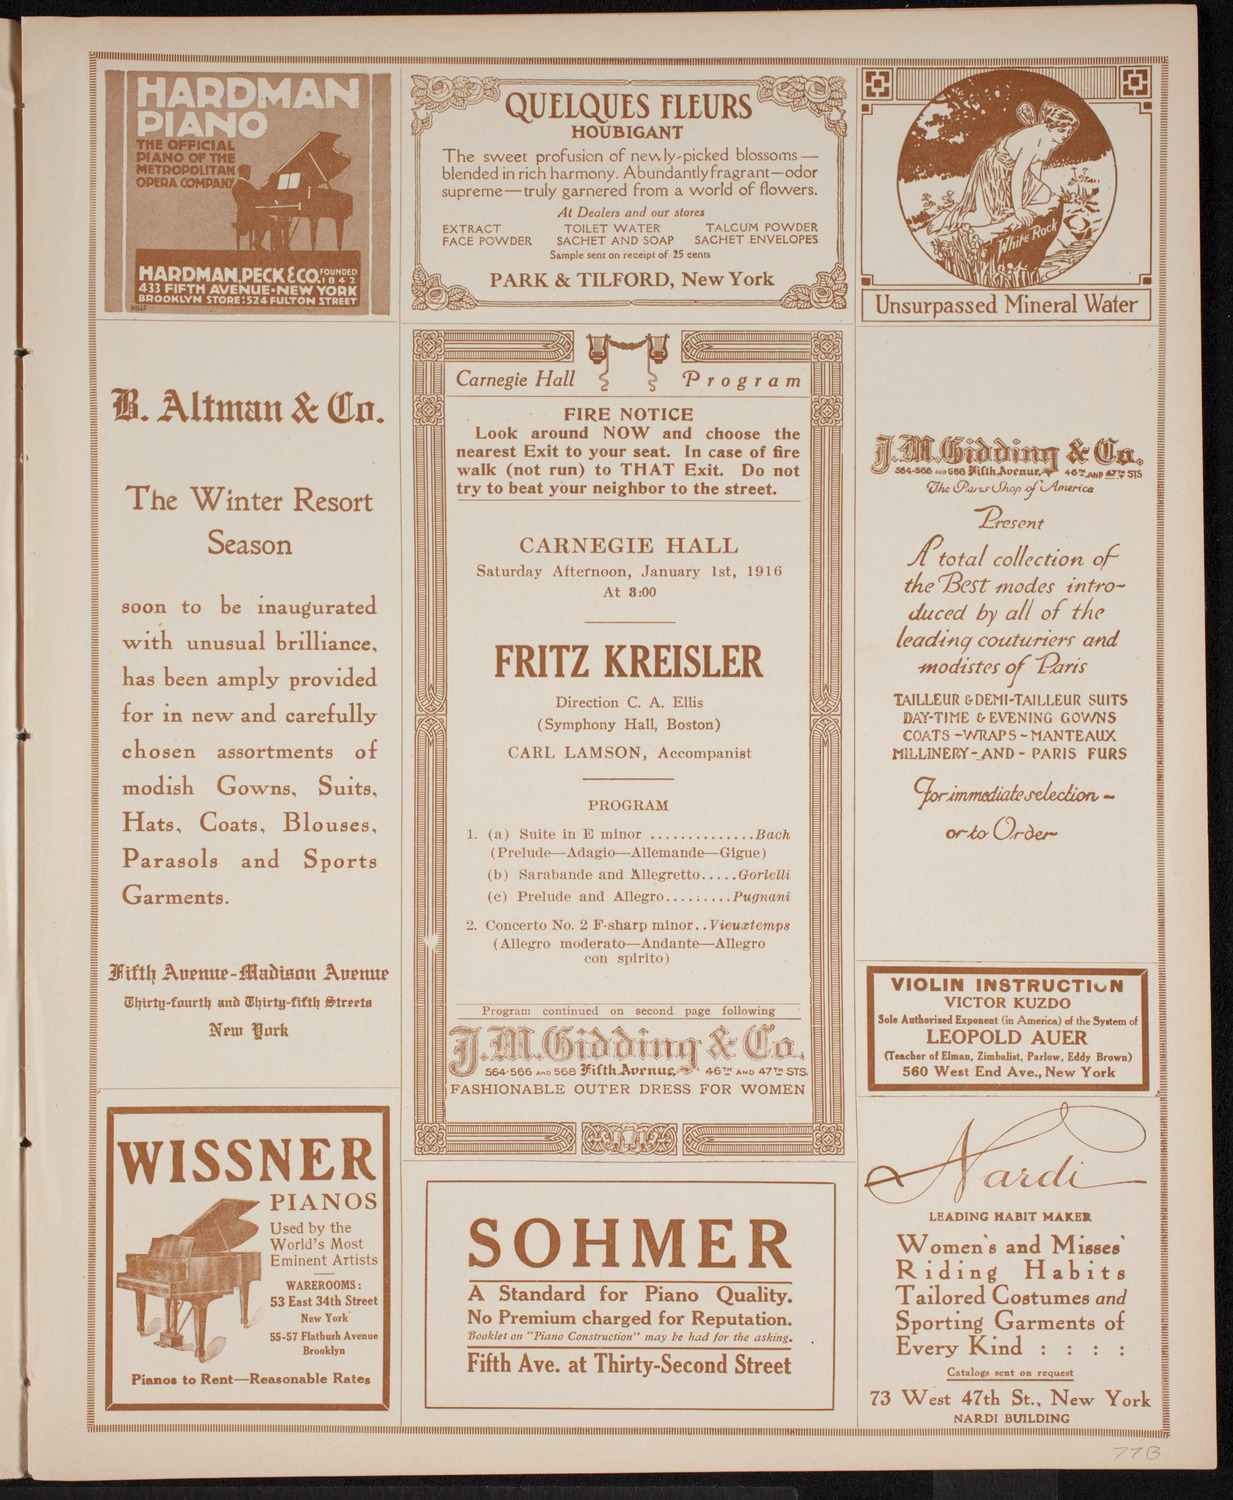 HARDMAN
PIANO
THE OFFICIAL
PIANO OF THE
METROPOLITAN
OPERA COMPANY
HARDMAN, PECK & CO. FOUNDED 1842
433 FIFTH AVENUE-NEW YORK
BROOKLYN STORE: 524 FULTON STREET
MILLS
B. Altman & Co.
The Winter Resort
Season
soon to be inaugurated
with unusual brilliance,
has been amply provided
for in new and carefully
chosen assortments of
modish Gowns, Suits,
Hats, Coats, Blouses,
Parasols and Sports
Garments.
Fifth Avenue-Madison Avenue
Thirty-fourth and Thirty-fifth Streets
New York
WISSNER
PIANOS
Used by the
World's Most
Eminent Artists
WAREROOMS:
53 East 34th Street
New York
55-57 Flatbush Avenue
Brooklyn
Pianos to Rent—Reasonable Rates
QUELQUES FLEURS
HOUBIGANT
The sweet profusion of newly-picked blossoms—
blended in rich harmony. Abundantly fragrant—odor
supreme—truly garnered from a world of flowers.
At Dealers and our stores
EXTRACT TOILET WATER TALCUM POWDER
FACE POWDER SACHET AND SOAP SACHET ENVELOPES
Sample sent on receipt of 25 cents
PARK & TILFORD, New York
Carnegie Hall Program
FIRE NOTICE
Look around NOW and choose the
nearest Exit to your seat. In case of fire
walk (not run) to THAT Exit. Do not
try to beat your neighbor to the street.
CARNEGIE HALL
Saturday Afternoon, January 1st, 1916
At 3:00
FRITZ KREISLER
Direction C. A. Ellis
(Symphony Hall, Boston)
CARL LAMSON, Accompanist
PROGRAM
1. (a) Suite in E minor ..............Bach
(Prelude—Adagio—Allemande—Gigue)
(b) Sarabande and Allegretto.....Gorlelli
(c) Prelude and Allegro.........Pugnani
2. Concerto No. 2 F-sharp minor..Vieuxtemps
(Allegro moderato—Andante—Allegro
con spirito)
Program continued on second page following
J. M. Gidding & Co.
564-566 AND 568 Fifth Avenue, 46TH AND 47TH STS.
FASHIONABLE OUTER DRESS FOR WOMEN
SOHMER
A Standard for Piano Quality.
No Premium charged for Reputation.
Booklet on "Piano Construction" may be had for the asking.
Fifth Ave. at Thirty-Second Street
White Rock
Unsurpassed Mineral Water
J. M. Gidding & Co.
564-566 AND 568 Fifth Avenue, 46TH AND 47TH STS
The Paris Shop of America
Present
A total collection of
the Best modes intro-
duced by all of the
leading couturiers and
modistes of Paris
TAILLEUR & DEMI-TAILLEUR SUITS
DAY-TIME & EVENING GOWNS
COATS - WRAPS - MANTEAUX
MILLINERY - AND - PARIS FURS
For immediate selection -
or to Order
VIOLIN INSTRUCTION
VICTOR KUZDO
Sole Authorized Exponent (in America) of the System of
LEOPOLD AUER
(Teacher of Elman, Zimbalist, Parlow, Eddy Brown)
560 West End Ave., New York
Nardi
LEADING HABIT MAKER
Women's and Misses'
Riding Habits
Tailored Costumes and
Sporting Garments of
Every Kind : : : :
Catalogs sent on request
73 West 47th St., New York
NARDI BUILDING
77B